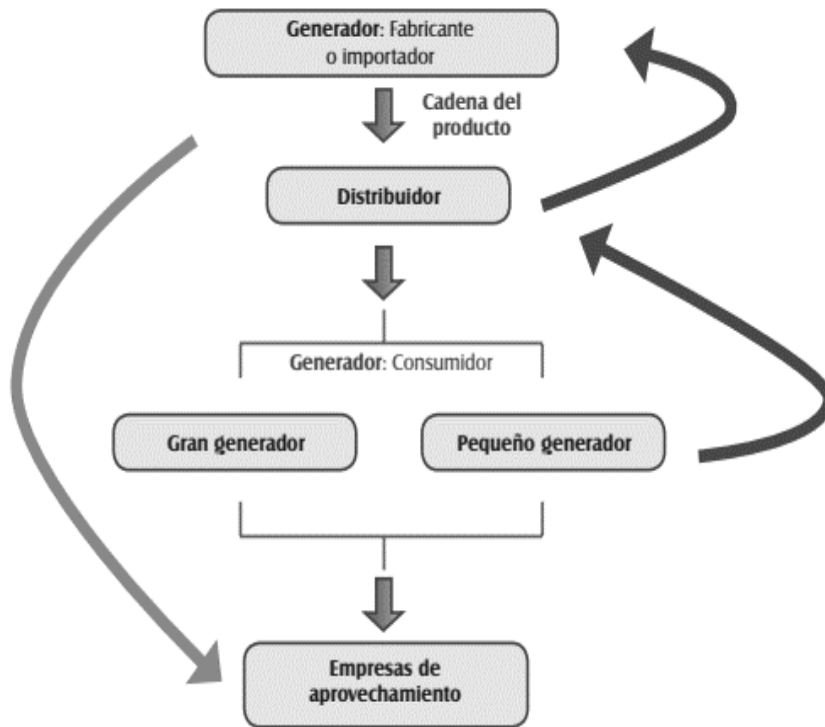 Generador: Fabricante
o importador
Cadena del
producto
Distribuidor
Generador: Consumidor
Gran generador
Pequeño generador
Empresas de
aprovechamiento